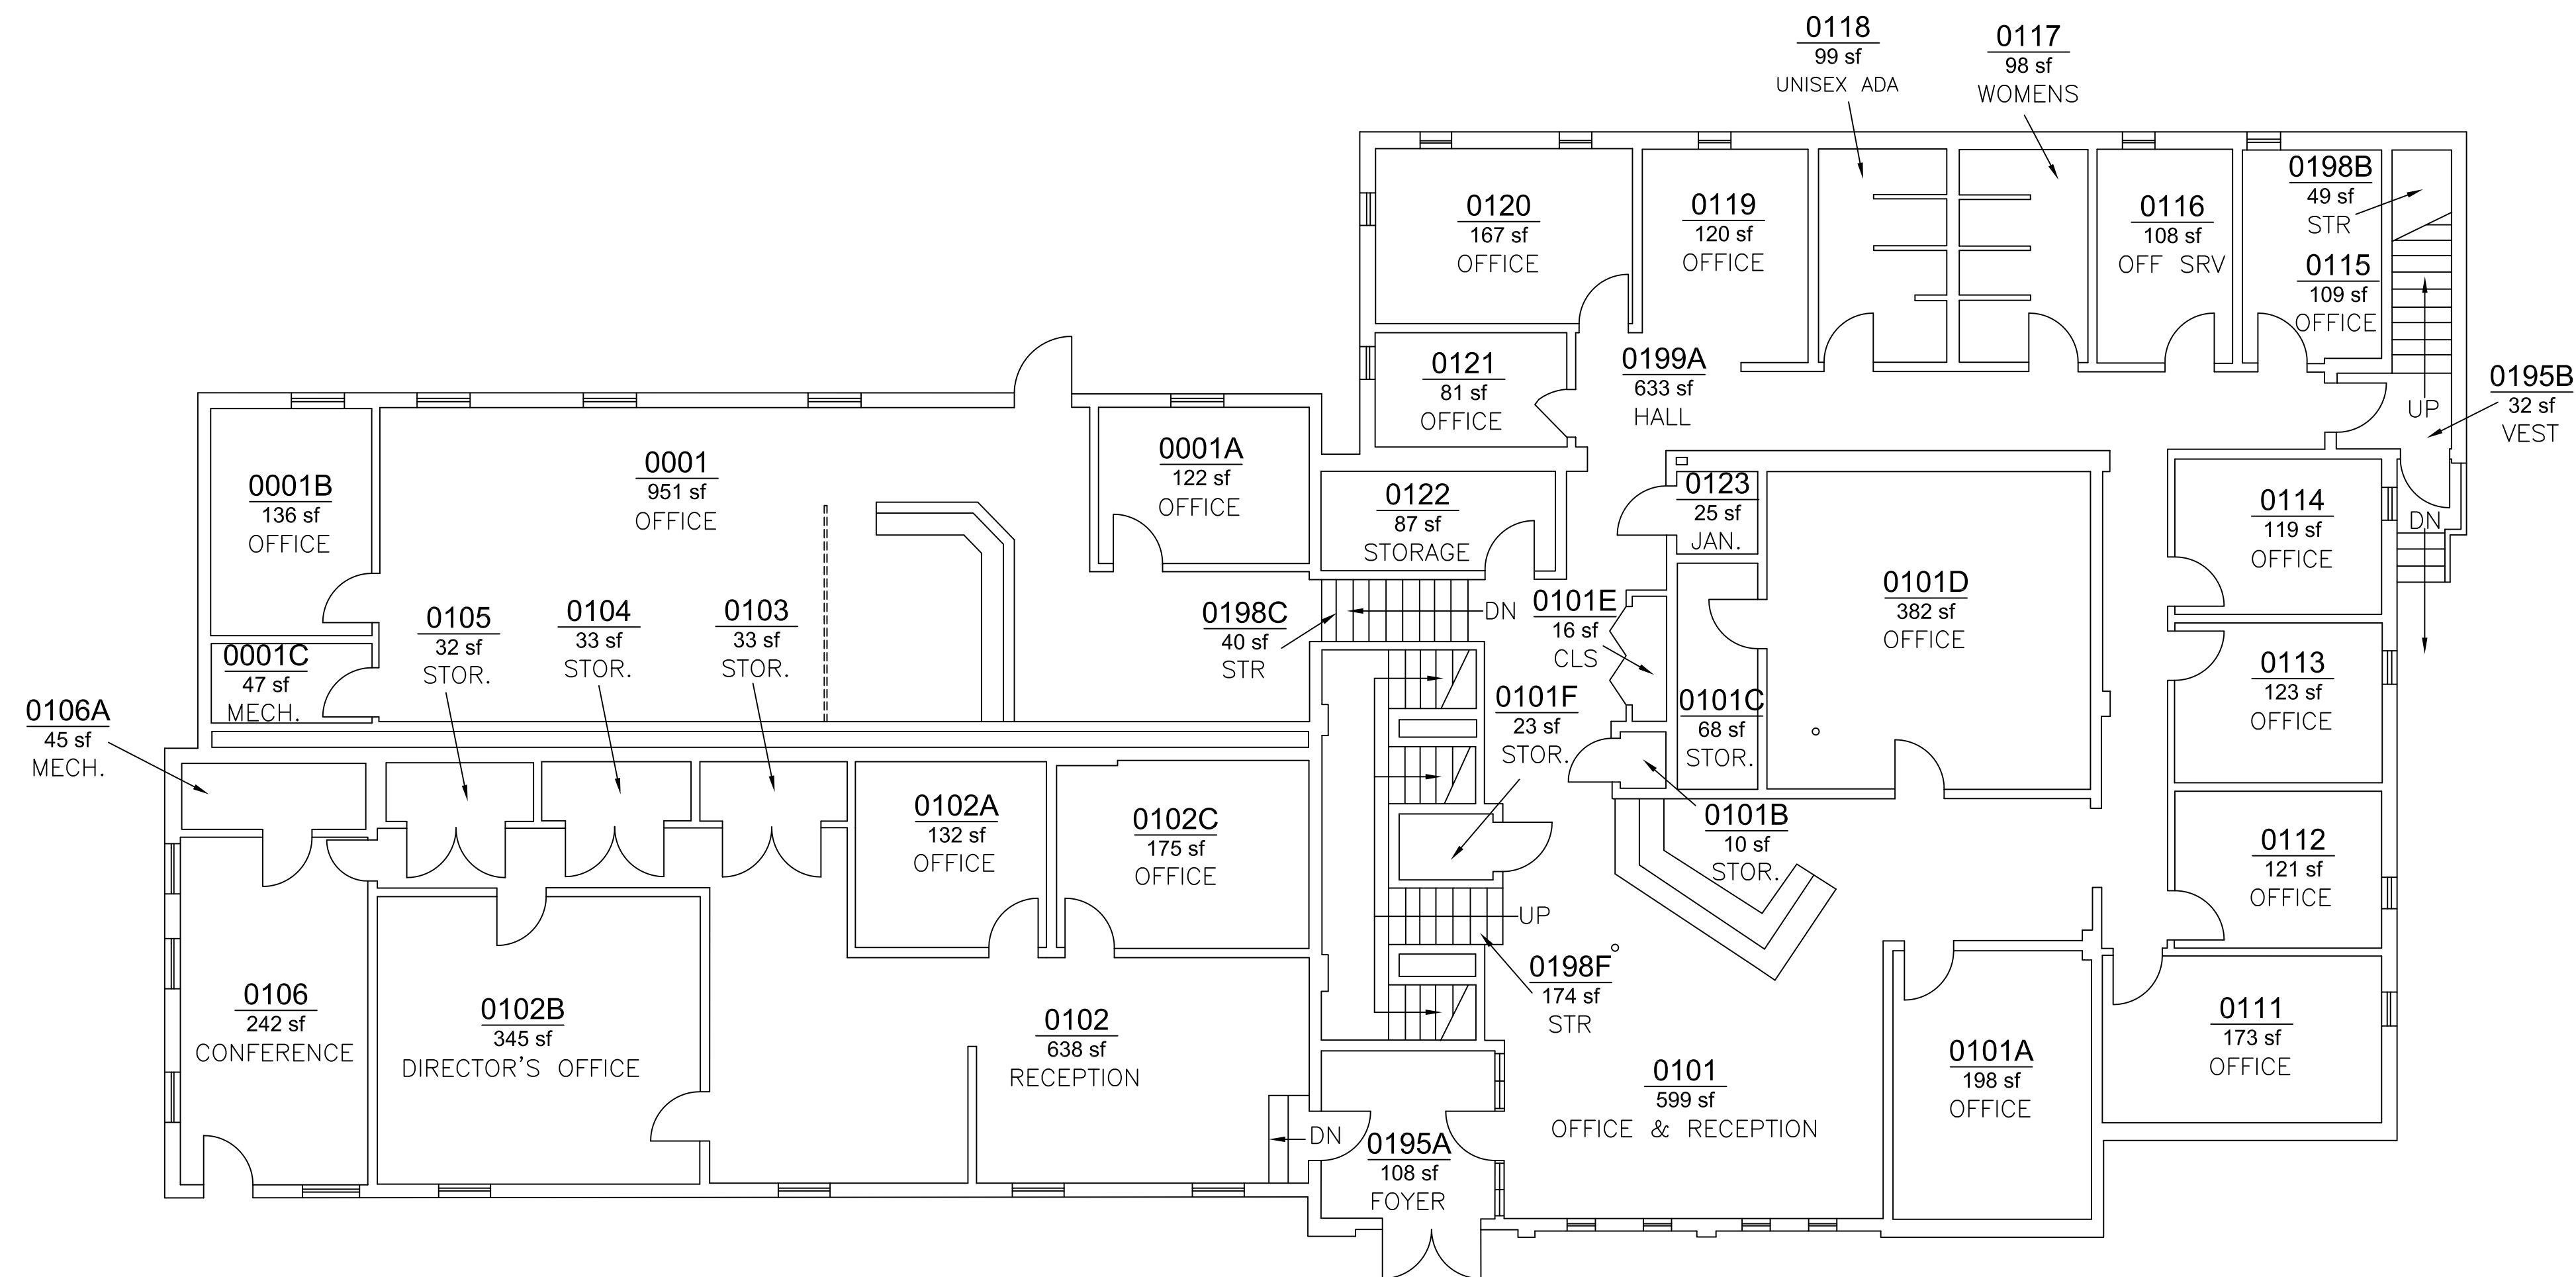 0118
99 sf
UNISEX ADA
0117
98 sf
WOMENS
0120
167 sf
OFFICE
0119
120 sf
OFFICE
0116
108 sf
OFF SRV
0198B
49 sf
STR
0115
109 sf
OFFICE
0121
81 sf
OFFICE
0199A
633 sf
HALL
UP
0195B
32 sf
VEST
0001B
136 sf
OFFICE
0001
951 sf
OFFICE
0001A
122 sf
OFFICE
0122
87 sf
STORAGE
0123
25 sf
JAN.
0114
119 sf
OFFICE
DN
0101D
382 sf
OFFICE
0105
32 sf
STOR.
0104
33 sf
STOR.
0103
33 sf
STOR.
0198C
40 sf
STR
DN
0101E
16 sf
CLS
0001C
47 sf
MECH.
0113
123 sf
OFFICE
0106A
45 sf
MECH.
0101F
23 sf
STOR.
0101C
68 sf
STOR.
0102A
132 sf
OFFICE
0102C
175 sf
OFFICE
0101B
10 sf
STOR.
0112
121 sf
OFFICE
UP
0198F
174 sf
STR
0106
242 sf
CONFERENCE
0102B
345 sf
DIRECTOR'S OFFICE
0102
638 sf
RECEPTION
0101
599 sf
OFFICE & RECEPTION
0101A
198 sf
OFFICE
0111
173 sf
OFFICE
DN
0195A
108 sf
FOYER